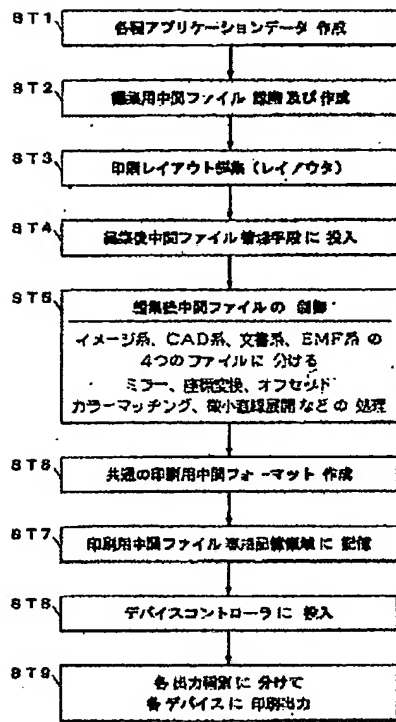 ST1
各種アプリケーションデータ 作成
ST2
編集用中間ファイル 診断及び作成
ST3
印刷レイアウト編集(レイアウタ)
ST4
編集後中間ファイル管理手段に 投入
ST5
編集後中間ファイルの 制御
イメージ系、CAD系、文書系、EMF系 の
4つのファイルに 分ける
ミラー、座標変換、オフセット
カラーマッチング、微小直線展開などの 処理
ST6
共通の印刷用中間フォーマット 作成
ST7
印刷用中間ファイル専用記憶領域に 記憶
ST8
デバイスコントローラに 投入
ST9
各出力種別に 分けて
各デバイスに 印刷出力